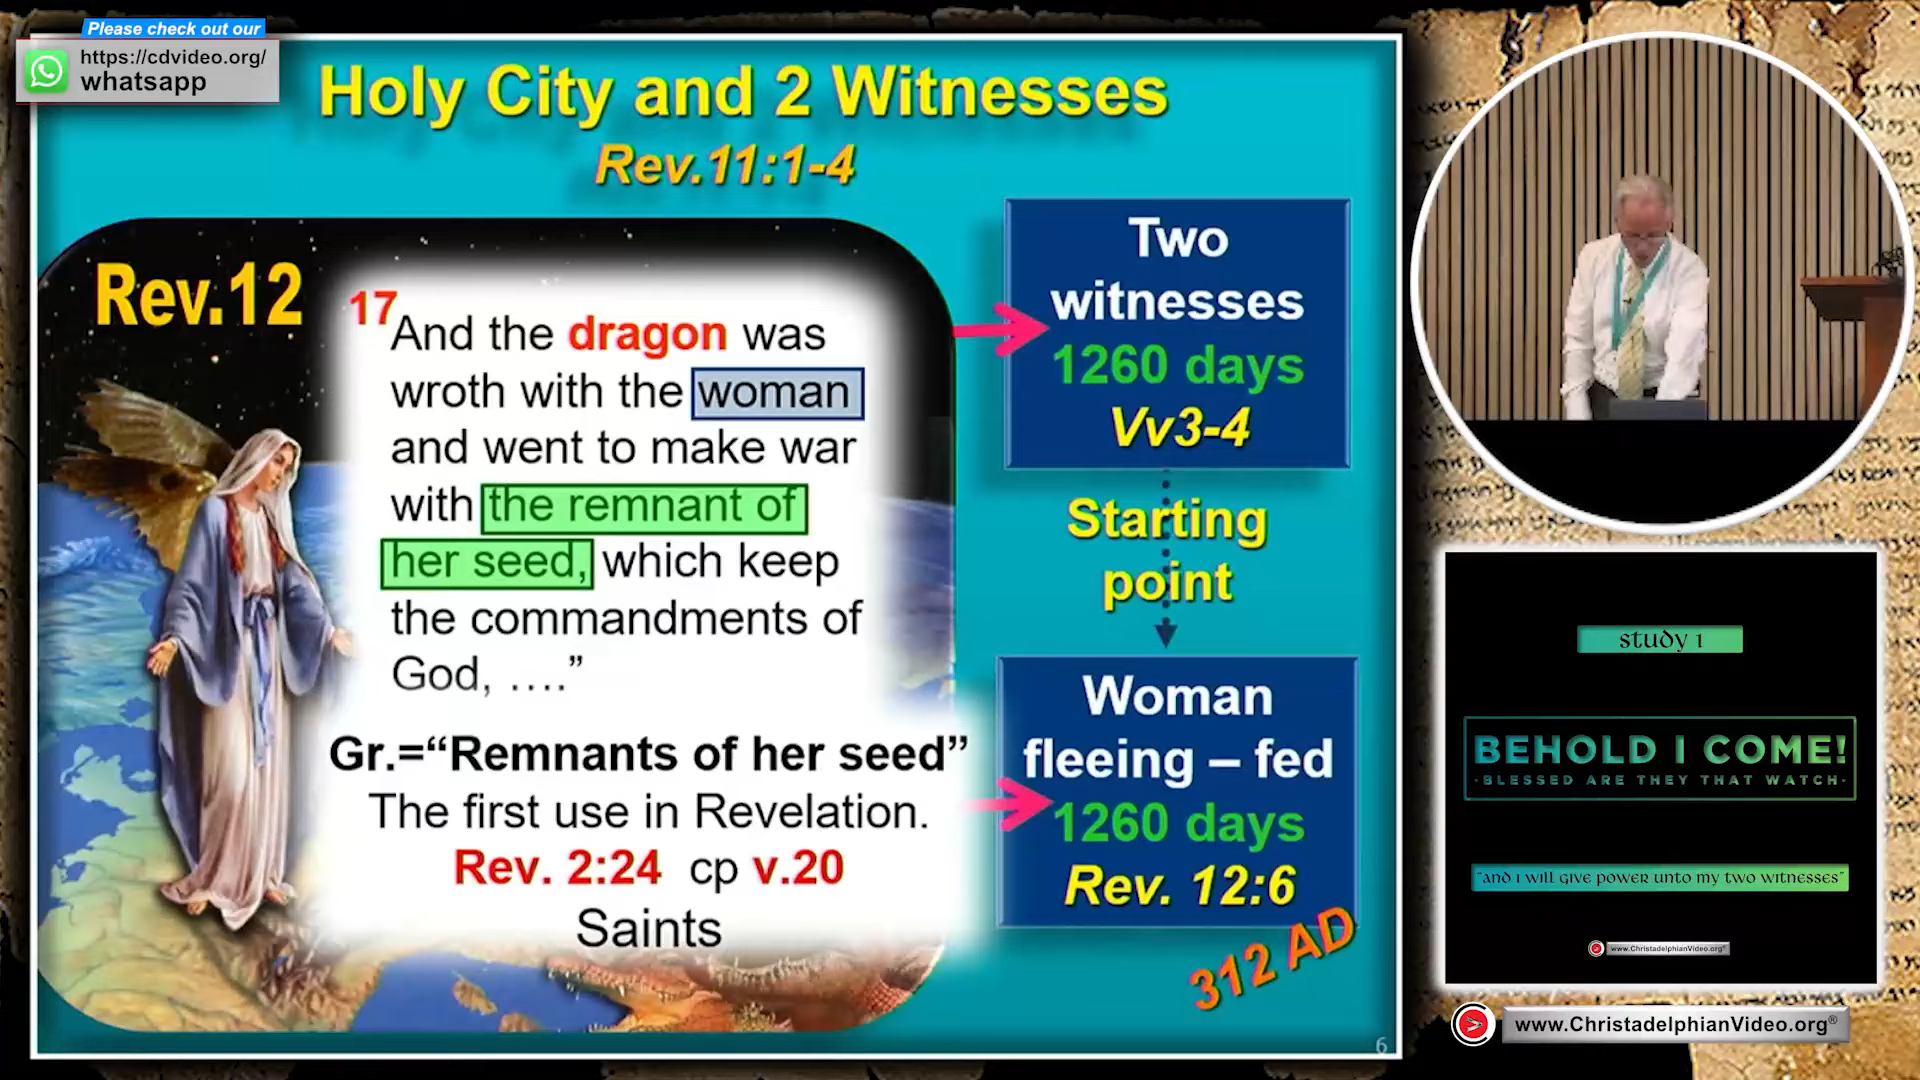 Please check out our
https://cdvideo.org/
whatsapp
Holy City and 2 Witnesses
Rev.11:1-4
Rev.12
17
And the dragon was
wroth with the woman
and went to make war
with the remnant of
her seed, which keep
the commandments of
God, ....”
Gr.=“Remnants of her seed”
The first use in Revelation.
Rev. 2:24 cp v.20
Saints
Two
witnesses
1260 days
Vv3-4
Starting
point
Woman
fleeing – fed
1260 days
Rev. 12:6
312 AD
6
study 1
BEHOLD I COME!
·BLESSED ARE THEY THAT WATCH·
"and i will give power unto my two witnesses"
www.ChristadelphianVideo.org®
www.ChristadelphianVideo.org®